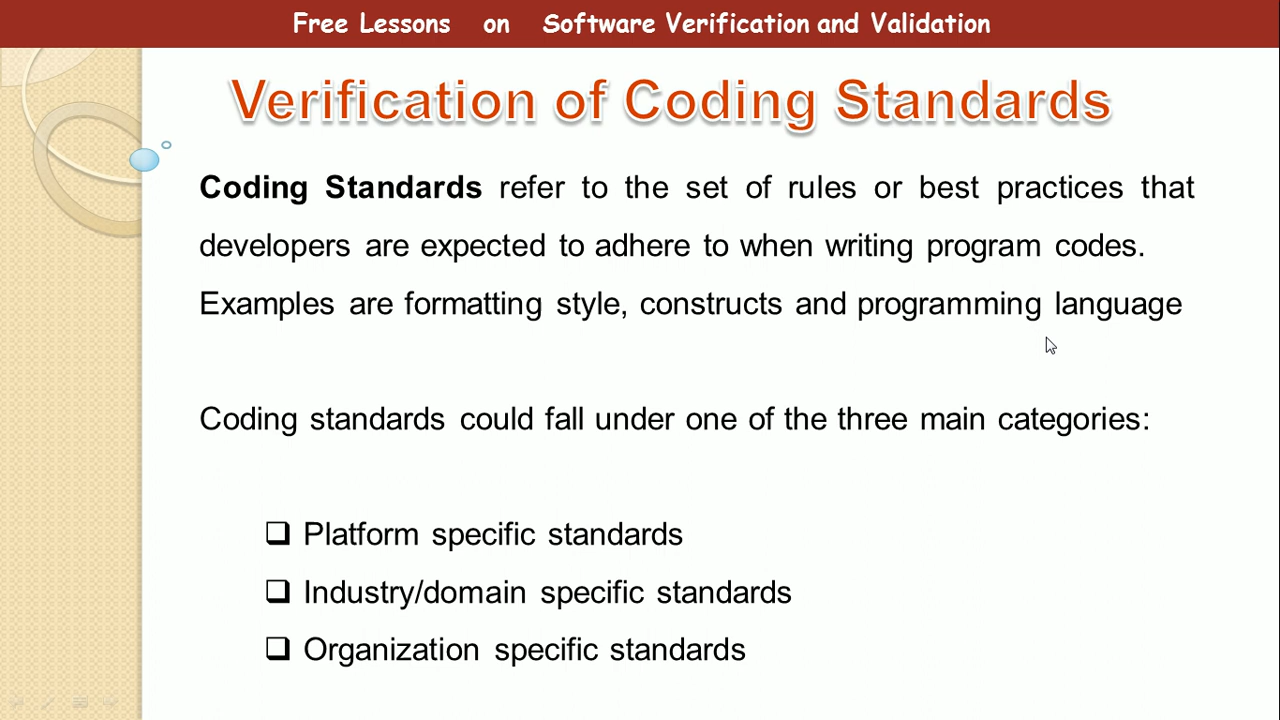 Free Lessons on Software Verification and Validation
Verification of Coding Standards
Coding Standards refer to the set of rules or best practices that
developers are expected to adhere to when writing program codes.
Examples are formatting style, constructs and programming language
Coding standards could fall under one of the three main categories:
❑ Platform specific standards
❑ Industry/domain specific standards
❑ Organization specific standards